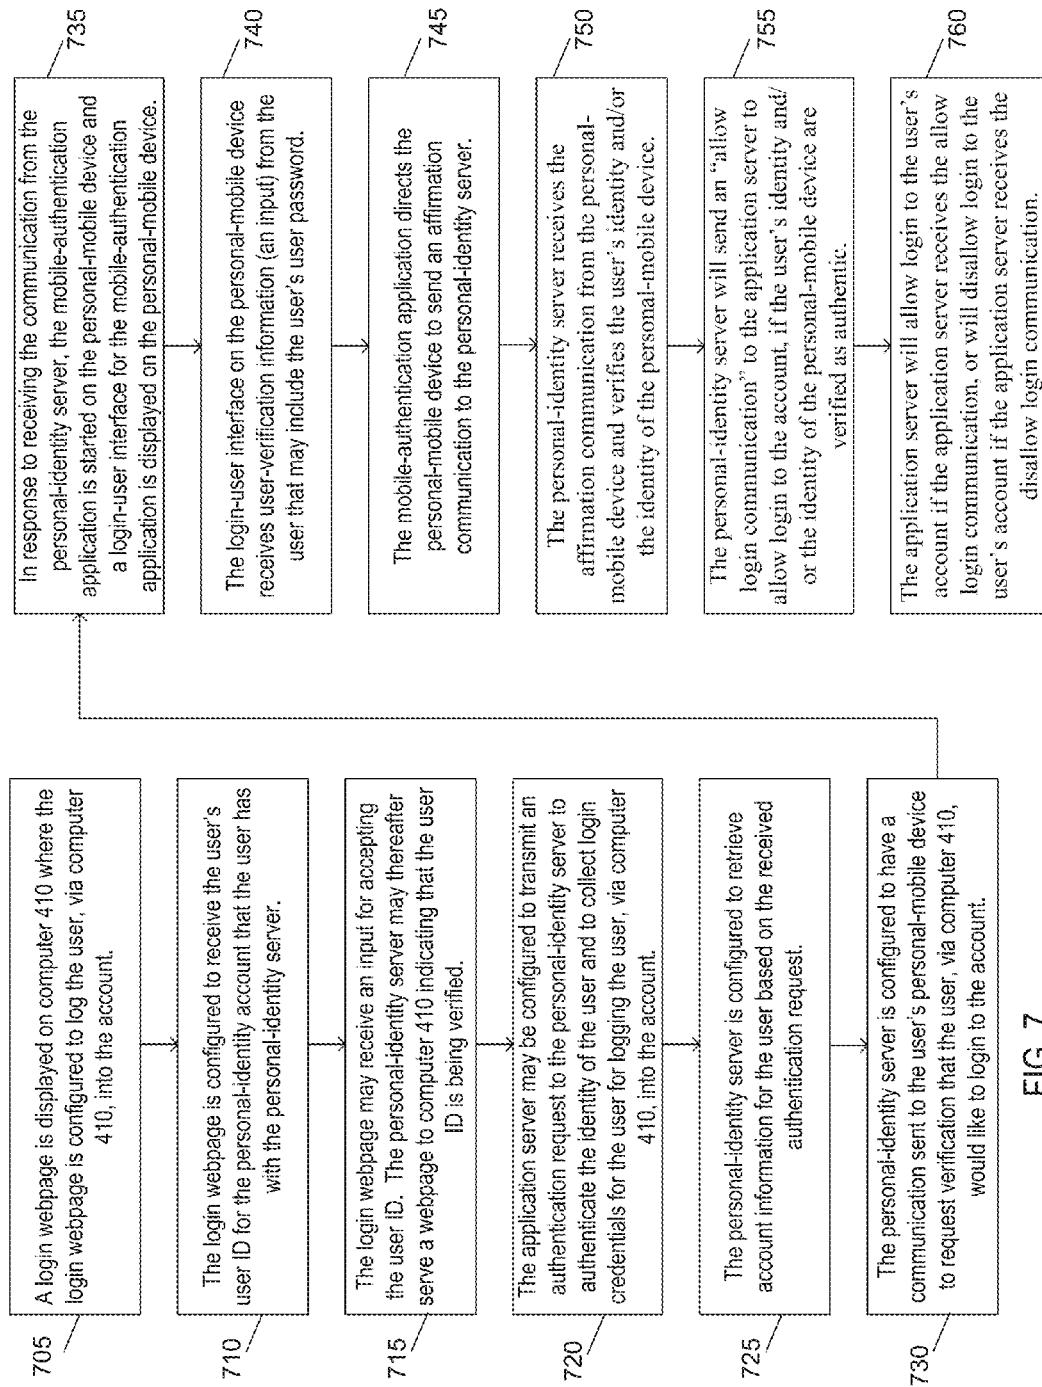 705
A login webpage is displayed on computer 410 where the
login webpage is configured to log the user, via computer
410, into the account.
710
The login webpage is configured to receive the user's
user ID for the personal-identity account that the user has
with the personal-identity server.
715
The login webpage may receive an input for accepting
the user ID.  The personal-identity server may thereafter
serve a webpage to computer 410 indicating that the user
ID is being verified.
720
The application server may be configured to transmit an
authentication request to the personal-identity server to
authenticate the identity of the user and to collect login
credentials for the user for logging the user, via computer
410, into the account.
725
The personal-identity server is configured to retrieve
account information for the user based on the received
authentication request.
730
The personal-identity server is configured to have a
communication sent to the user's personal-mobile device
to request verification that the user, via computer 410,
would like to login to the account.
735
In response to receiving the communication from the
personal-identity server, the mobile-authentication
application is started on the personal-mobile device and
a login-user interface for the mobile-authentication
application is displayed on the personal-mobile device.
740
The login-user interface on the personal-mobile device
receives user-verification information (an input) from the
user that may include the user's user password.
745
The mobile-authentication application directs the
personal-mobile device to send an affirmation
communication to the personal-identity server.
750
The personal-identity server receives the
affirmation communication from the personal-
mobile device and verifies the user's identity and/or
the identity of the personal-mobile device.
755
The personal-identity server will send an "allow
login communication" to the application server to
allow login to the account, if the user's identity and/
or the identity of the personal-mobile device are
verified as authentic.
760
The application server will allow login to the user's
account if the application server receives the allow
login communication, or will disallow login to the
user's account if the application server receives the
disallow login communication.
FIG. 7